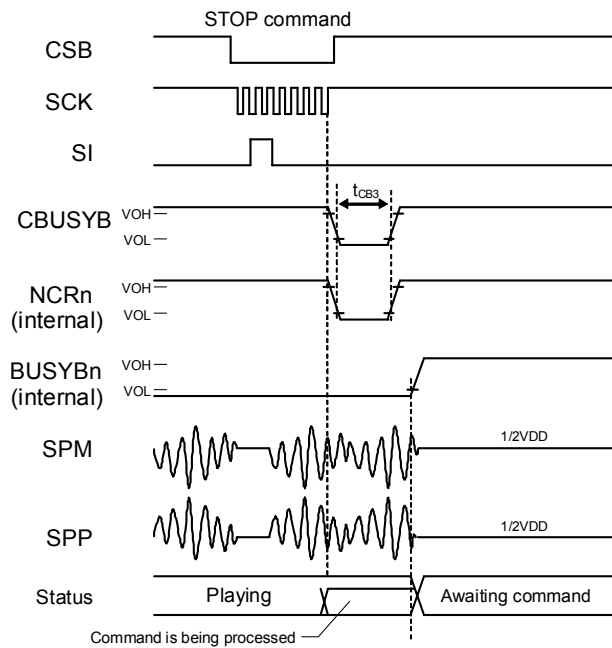 STOP command
CSB
SCK
SI
tCB3
CBUSYB
VOH
VOL
NCRn
(internal)
VOH
VOL
BUSYBn
(internal)
VOH
VOL
SPM
1/2VDD
SPP
1/2VDD
Status
Playing
Awaiting command
Command is being processed